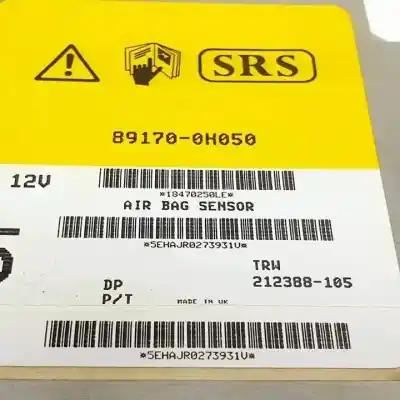 SRS
89170-0H050
12V
*18470250LE*
AIR BAG SENSOR
*5EHAJR0273931V*
TRW
DP 212388-105
P/T MADE IN UK
*5EHAJR0273931V*